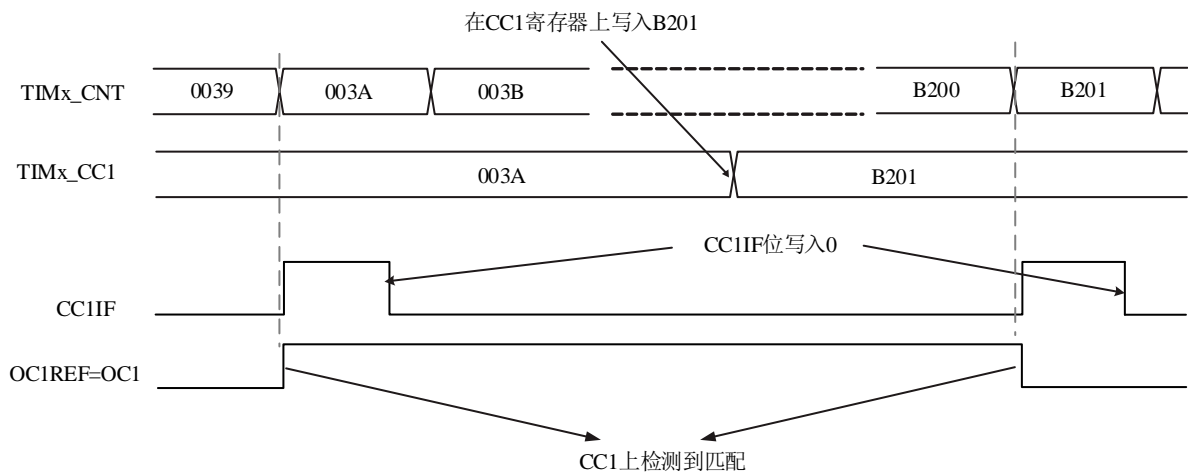 在CC1寄存器上写入B201
TIMx_CNT 0039 003A 003B B200 B201
TIMx_CC1 003A B201
CC1IF位写入0
CC1IF
OC1REF=OC1
CC1上检测到匹配